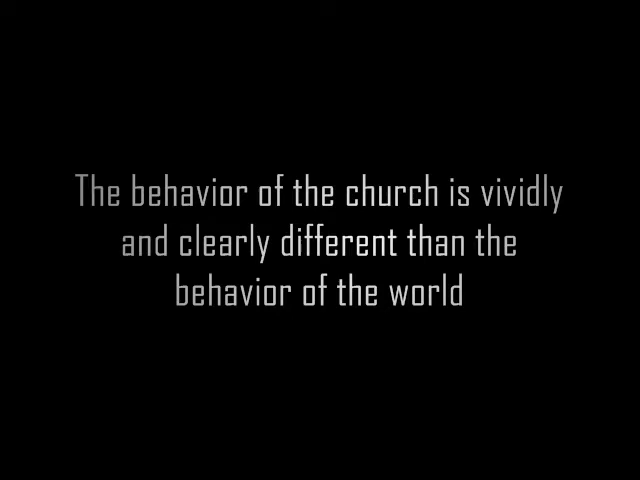 The behavior of the church is vividly
and clearly different than the
behavior of the world